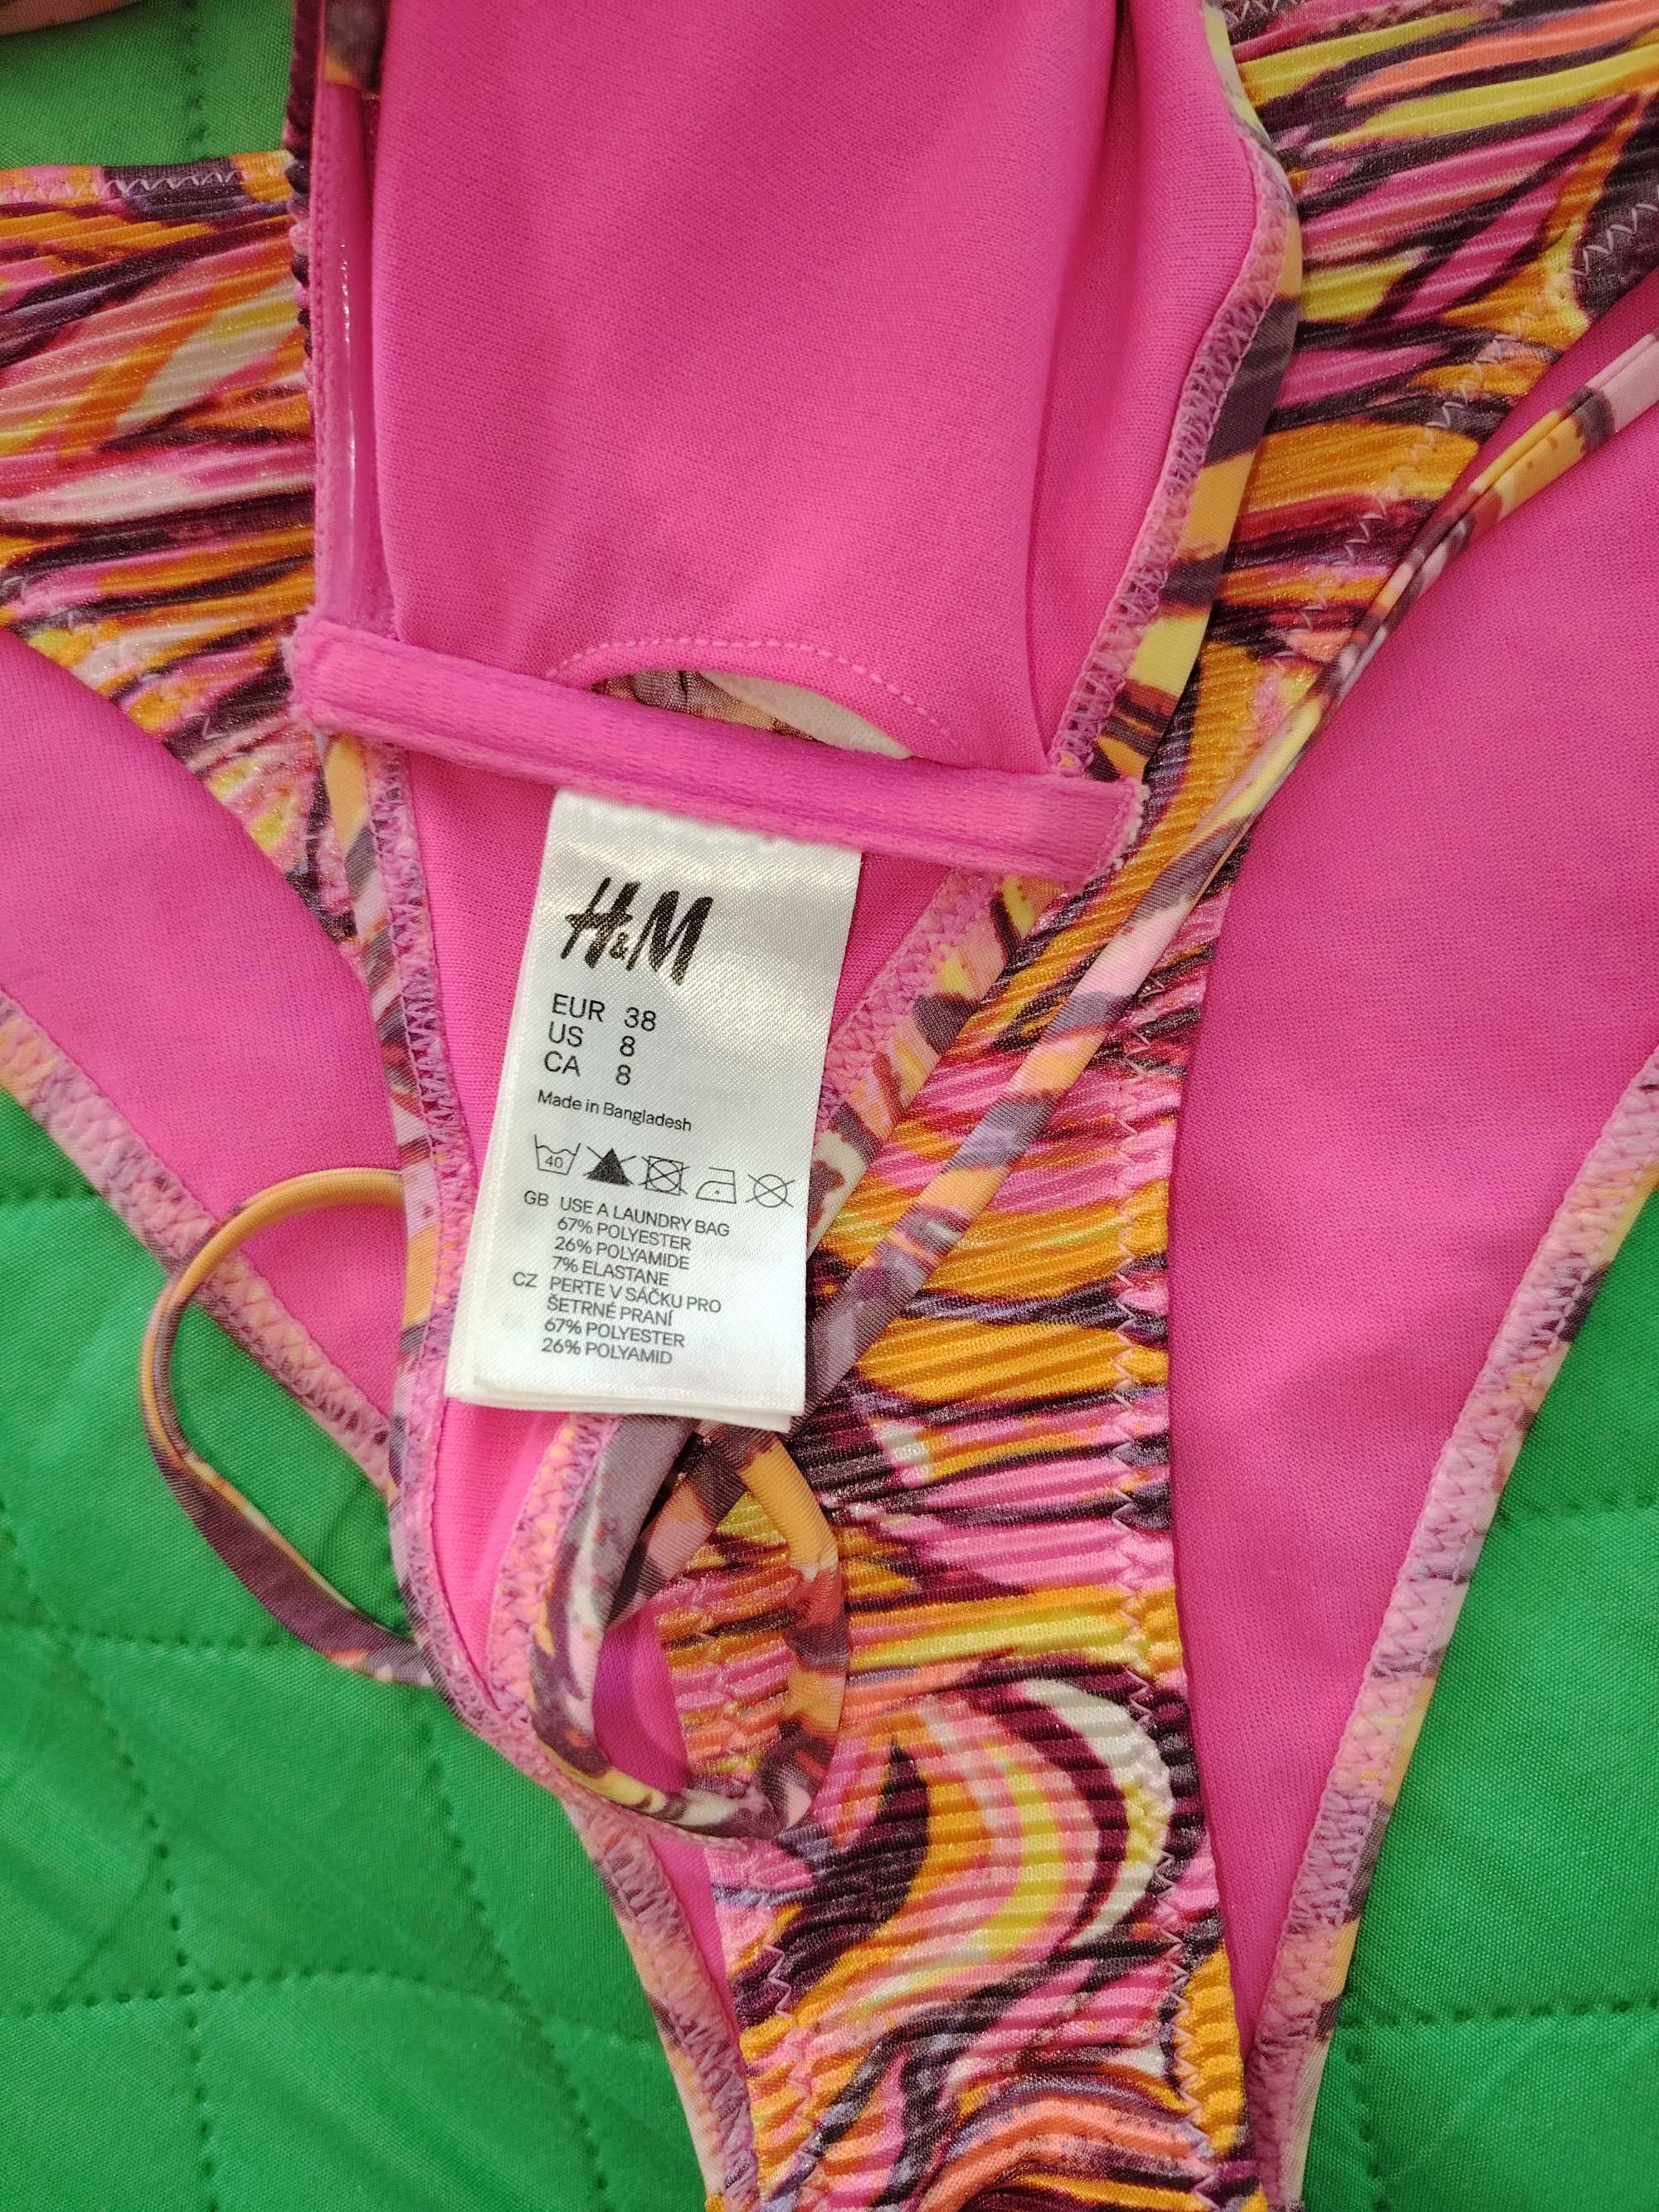 H&M
EUR 38
US 8
CA 8
Made in Bangladesh
40
GB USE A LAUNDRY BAG
67% POLYESTER
26% POLYAMIDE
7% ELASTANE
CZ PERTE V SÁČKU PRO
ŠETRNÉ PRANÍ
67% POLYESTER
26% POLYAMID